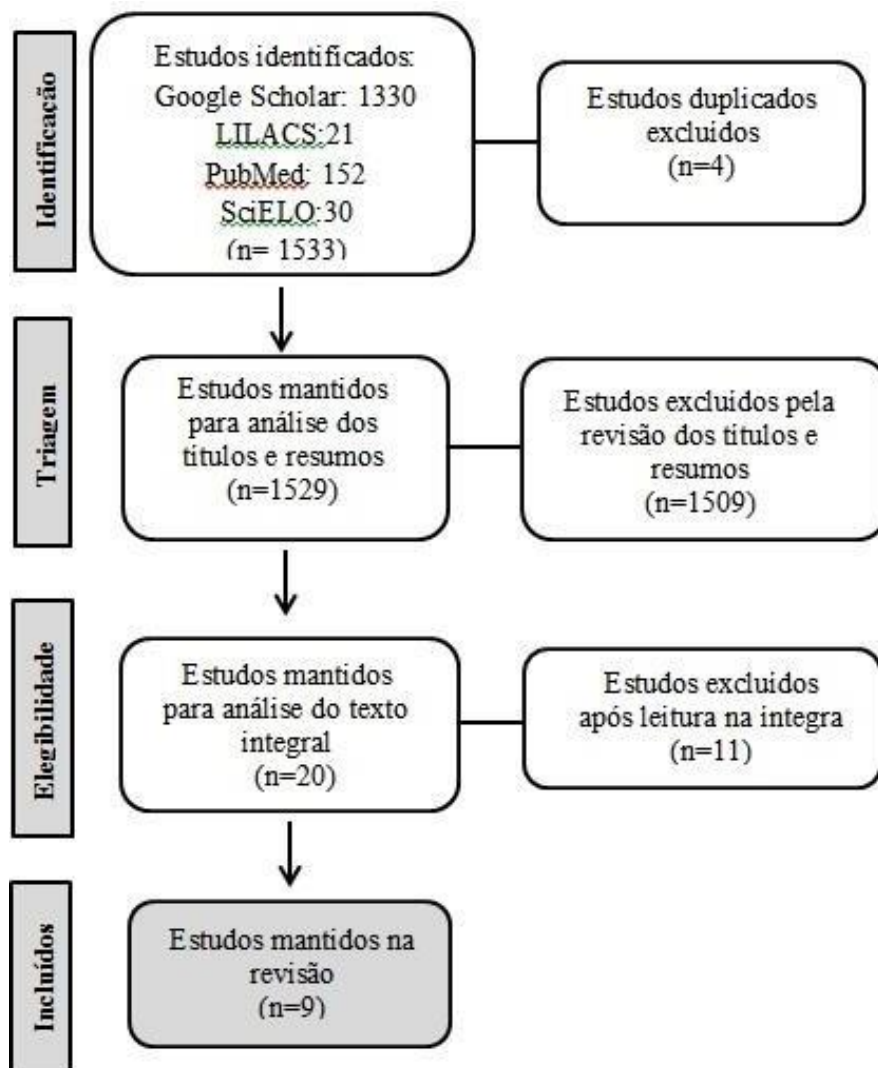 Identificação
Estudos identificados:
Google Scholar: 1330
LILACS:21
PubMed: 152
SciELO:30
(n= 1533)
Estudos duplicados
excluidos
(n=4)
Triagem
Estudos mantidos
para análise dos
titulos e resumos
(n=1529)
Estudos excluidos pela
revisão dos titulos e
resumos
(n=1509)
Elegibilidade
Estudos mantidos
para análise do texto
integral
(n=20)
Estudos excluidos
após leitura na integra
(n=11)
Incluídos
Estudos mantidos na
revisão
(n=9)